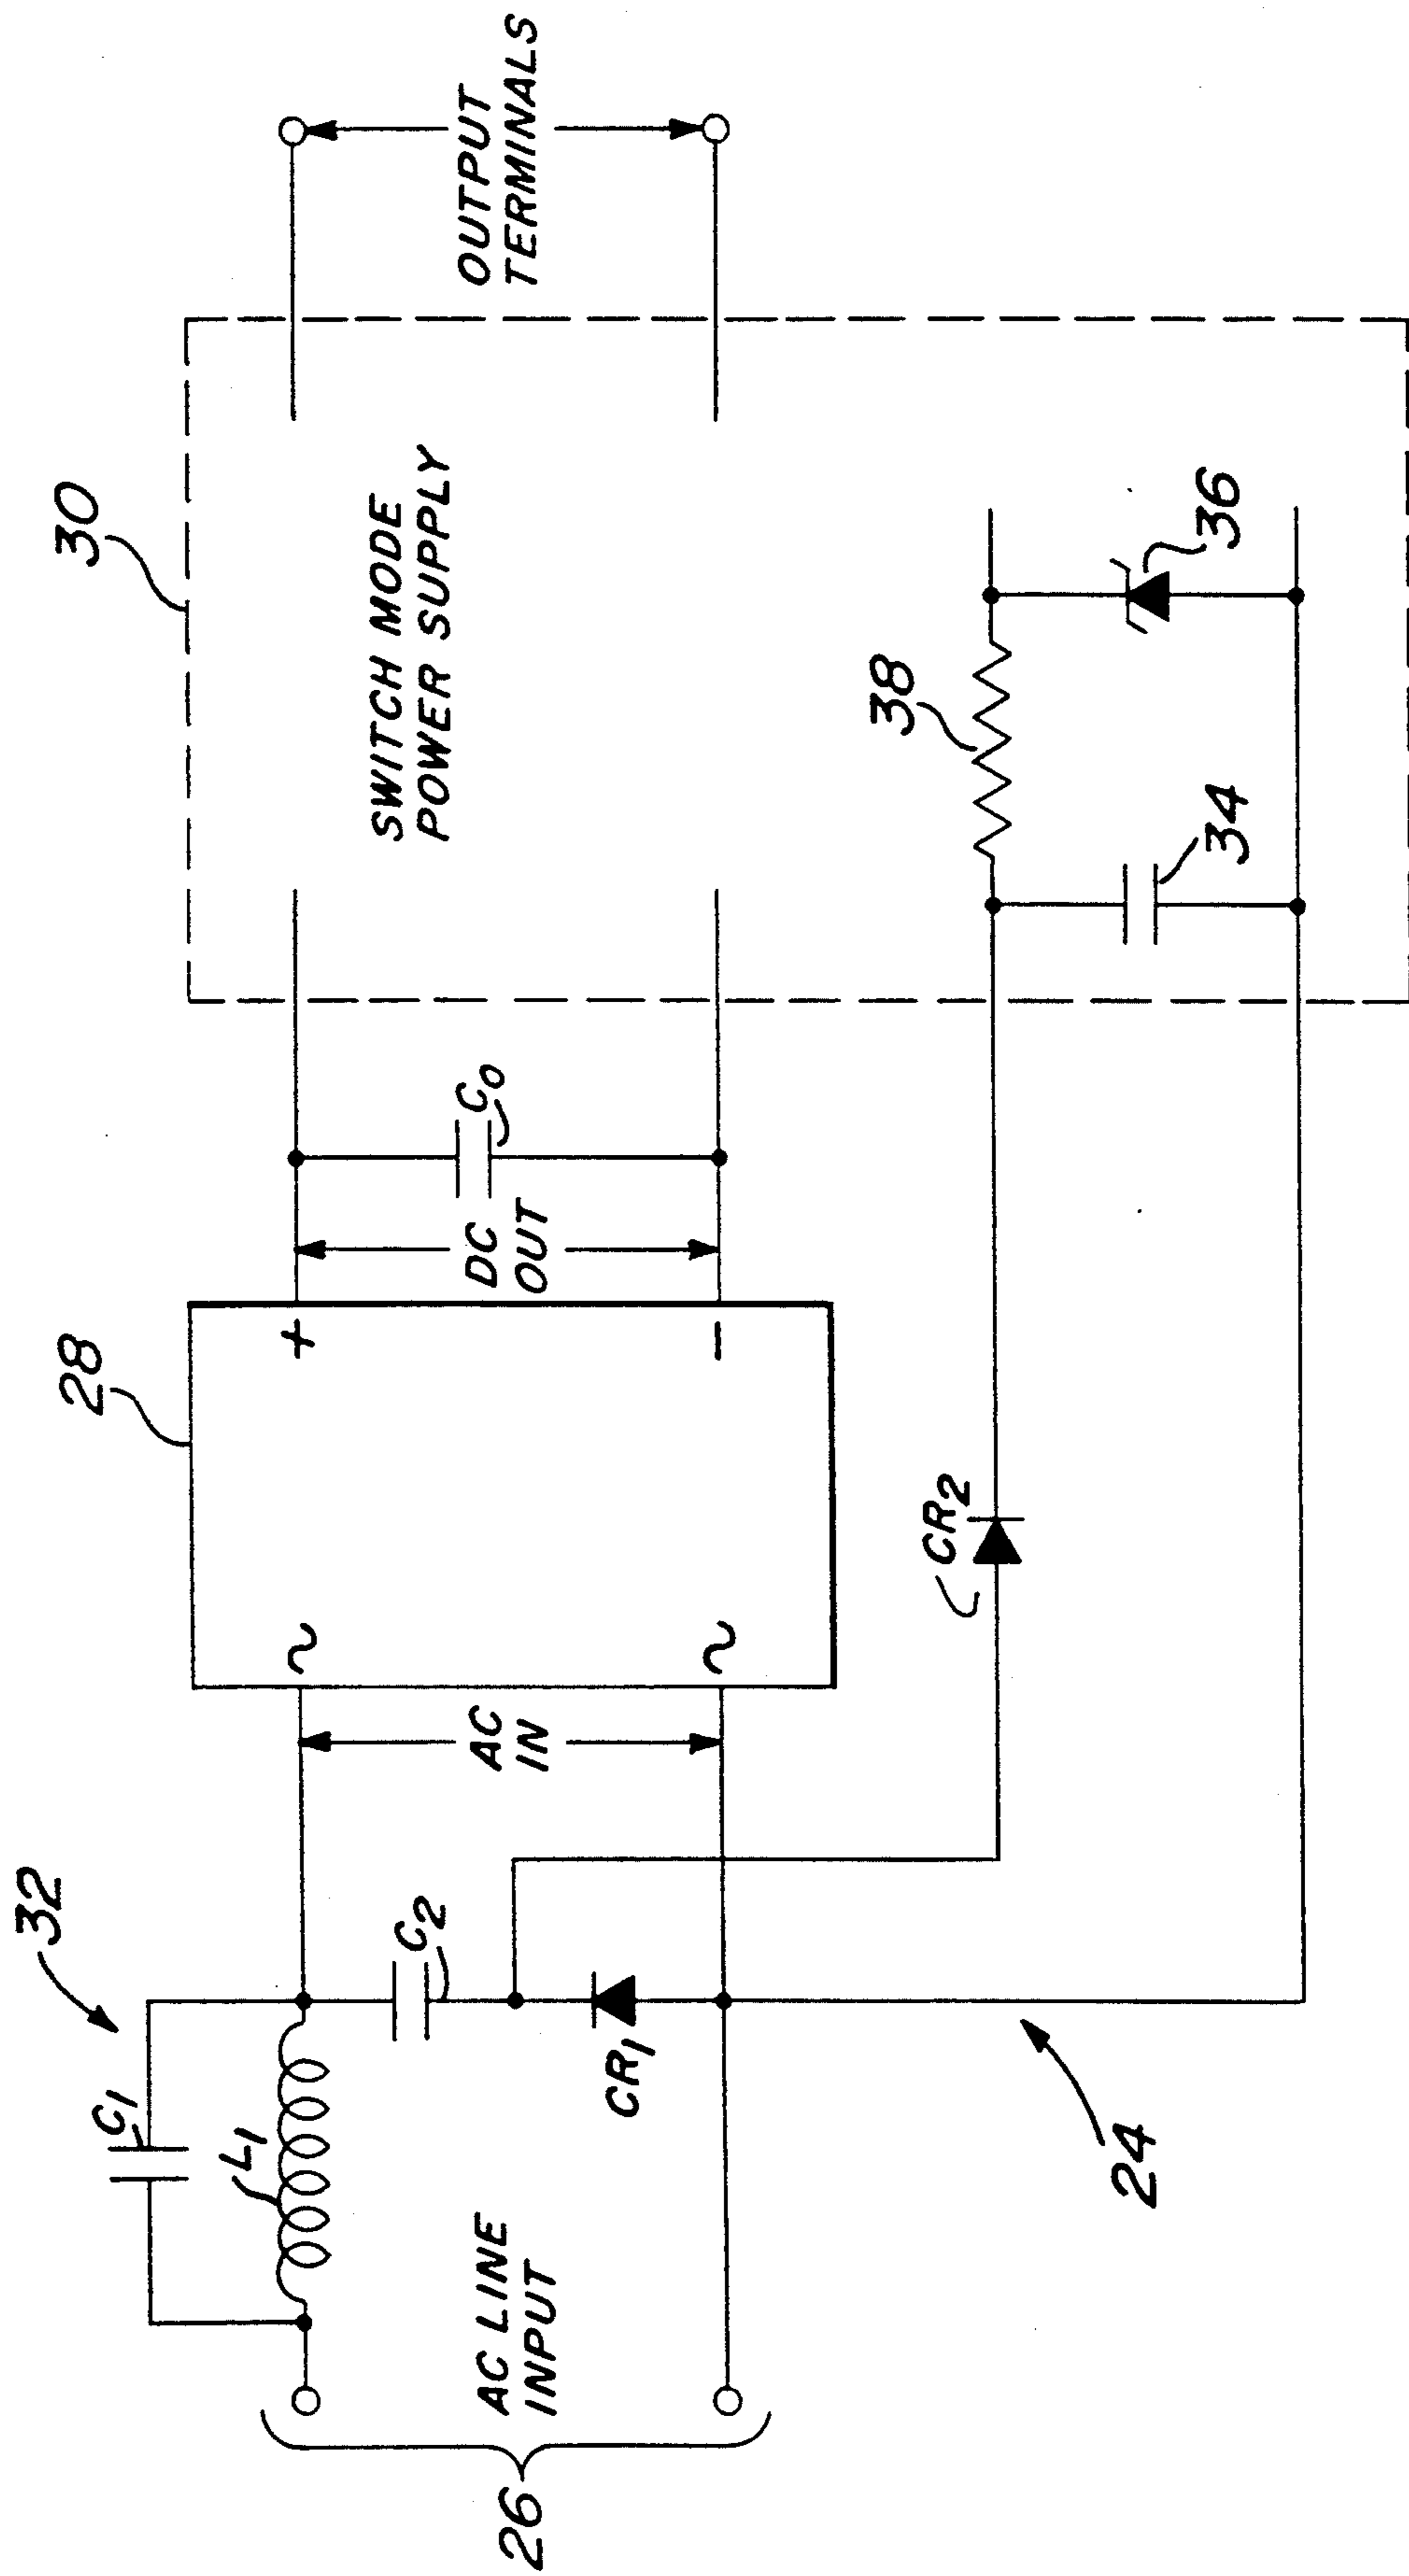 30
28
32
C1
L1
26
AC LINE
INPUT
C2
CR1
24
AC
IN
~
~
+
-
DC
OUT
C0
CR2
SWITCH MODE
POWER SUPPLY
38
34
36
OUTPUT
TERMINALS